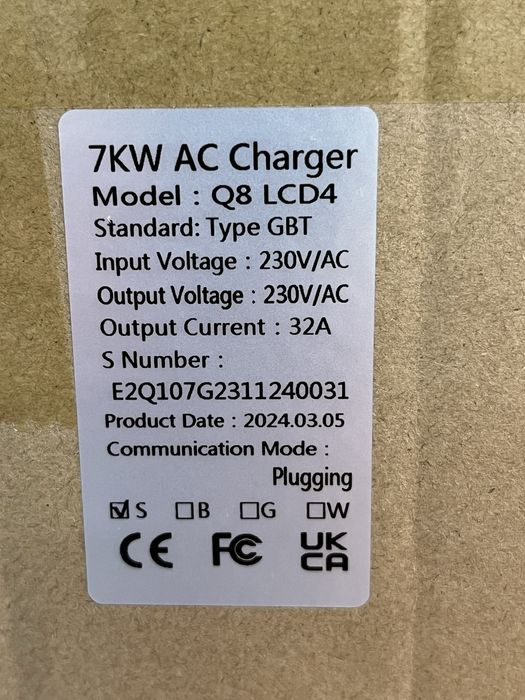 7KW AC Charger
Model : Q8 LCD4
Standard: Type GBT
Input Voltage : 230V/AC
Output Voltage : 230V/AC
Output Current : 32A
S Number :
E2Q107G2311240031
Product Date : 2024.03.05
Communication Mode :
Plugging
☑S ☐B ☐G ☐W
CE FC UK
CA